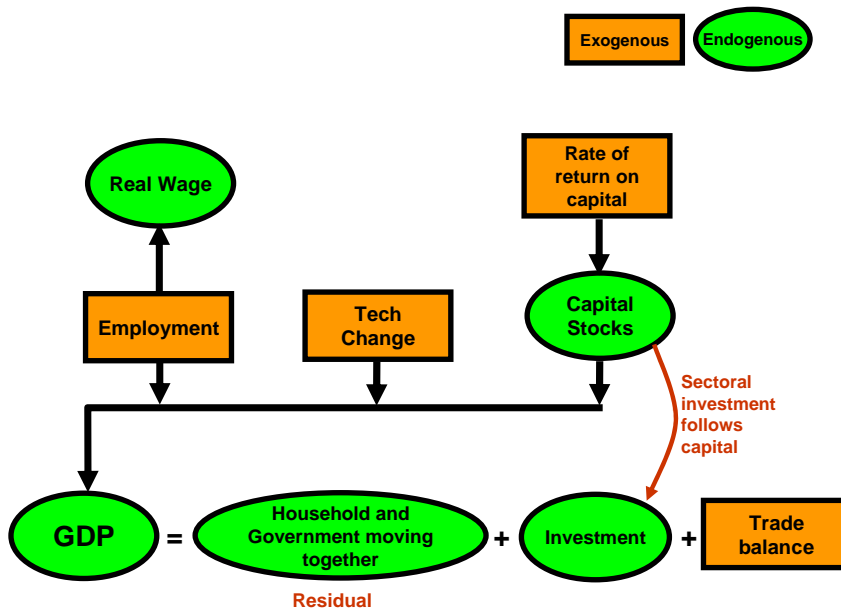 Exogenous
Endogenous
Real Wage
Rate of
return on
capital
Employment
Tech
Change
Capital
Stocks
Sectoral
investment
follows
capital
GDP
=
Household and
Government moving
together
+
Investment
+
Trade
balance
Residual